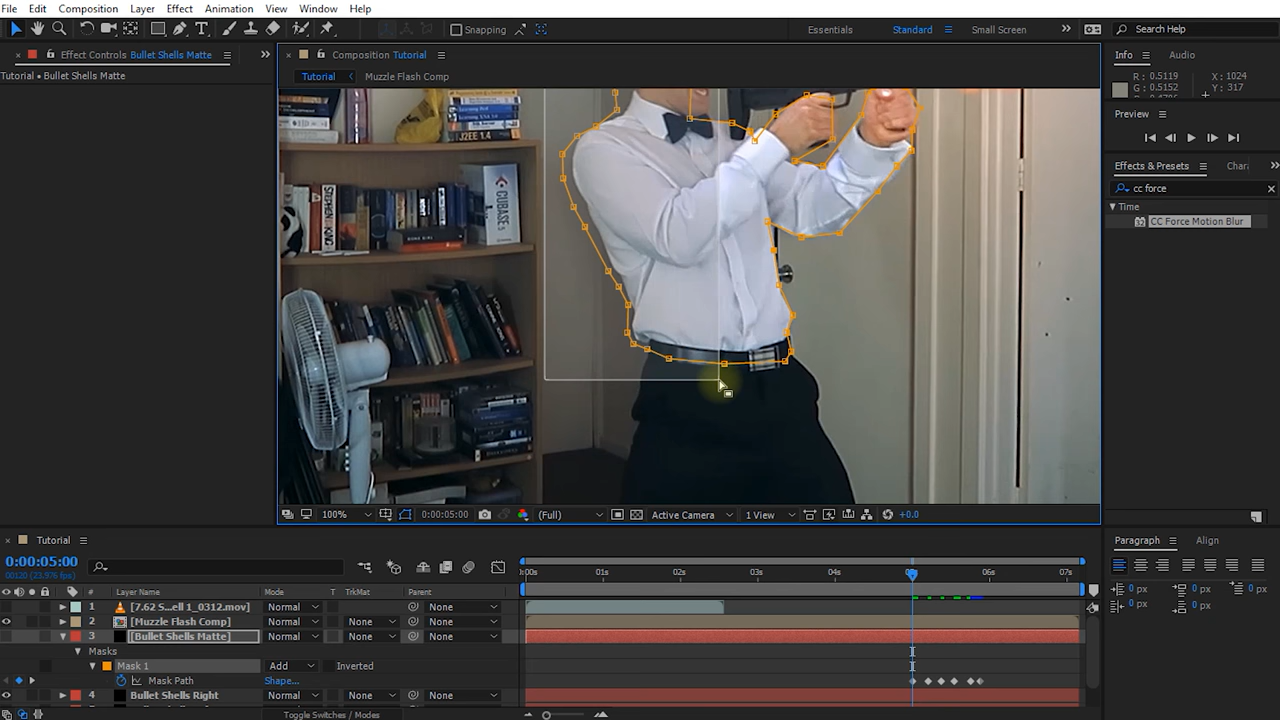 File Edit Composition Layer Effect Animation View Window Help
Snapping
Essentials Standard Small Screen Search Help
Effect Controls Bullet Shells Matte
Composition Tutorial
Info Audio
Tutorial • Bullet Shells Matte
Tutorial Muzzle Flash Comp
R : 0.5119 X : 1024
G : 0.5152 Y : 317
Preview
Effects & Presets
cc force
Time
CC Force Motion Blur
J2EE 1.4
STEPHEN KING
CUBASE
100% 0:00:05:00 (Full) Active Camera 1 View +0.0
Tutorial
Paragraph Align
0:00:05:00
00120 (23.976 fps)
:00s 01s 02s 03s 06s 07s
# Layer Name Mode T TrkMat Parent
0 px 0 px 0 px
0 px 0 px
1 [7.62 S...ell 1_0312.mov] Normal None
2 [Muzzle Flash Comp] Normal None None
3 [Bullet Shells Matte] Normal None None
Masks
Mask 1 Add Inverted
Mask Path Shape...
4 Bullet Shells Right Normal None None
Toggle Switches / Modes